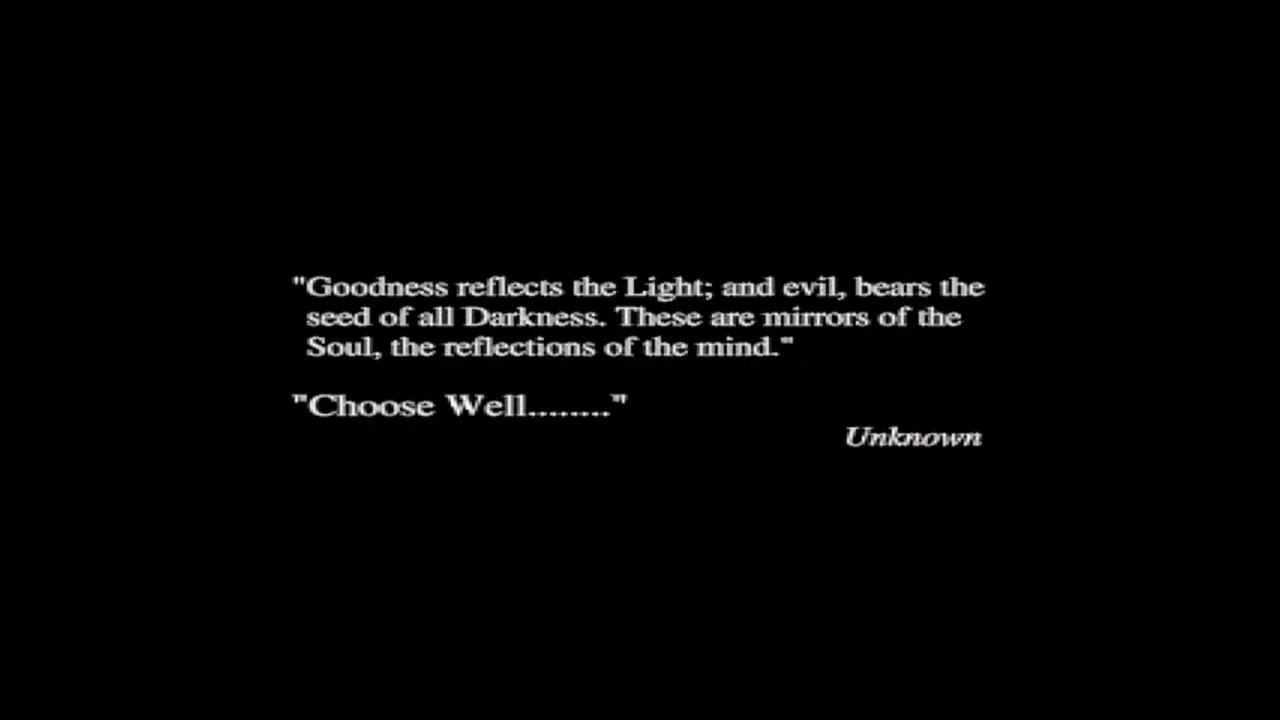 "Goodness reflects the Light; and evil, bears the
seed of all Darkness. These are mirrors of the
Soul, the reflections of the mind."
"Choose Well........"
Unknown